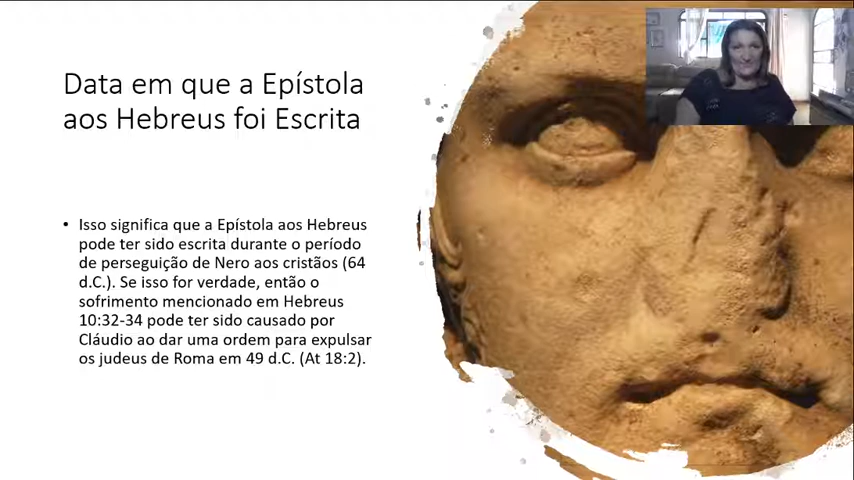 Data em que a Epístola
aos Hebreus foi Escrita
• Isso significa que a Epístola aos Hebreus
pode ter sido escrita durante o período
de perseguição de Nero aos cristãos (64
d.C.). Se isso for verdade, então o
sofrimento mencionado em Hebreus
10:32-34 pode ter sido causado por
Cláudio ao dar uma ordem para expulsar
os judeus de Roma em 49 d.C. (At 18:2).